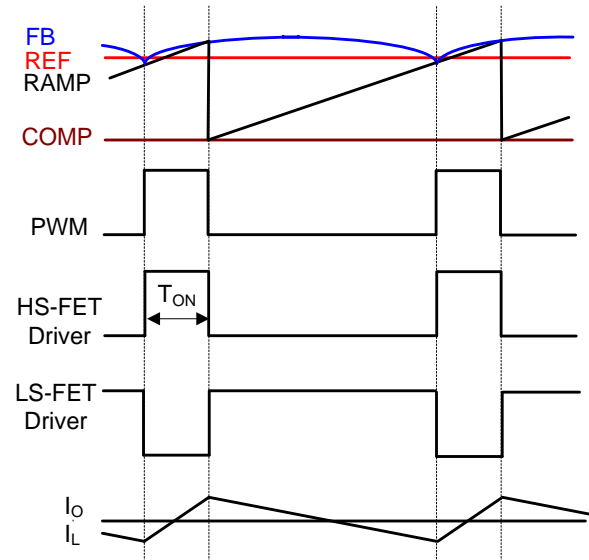 FB
REF
RAMP
COMP
PWM
HS-FET
Driver
TON
LS-FET
Driver
IO
IL